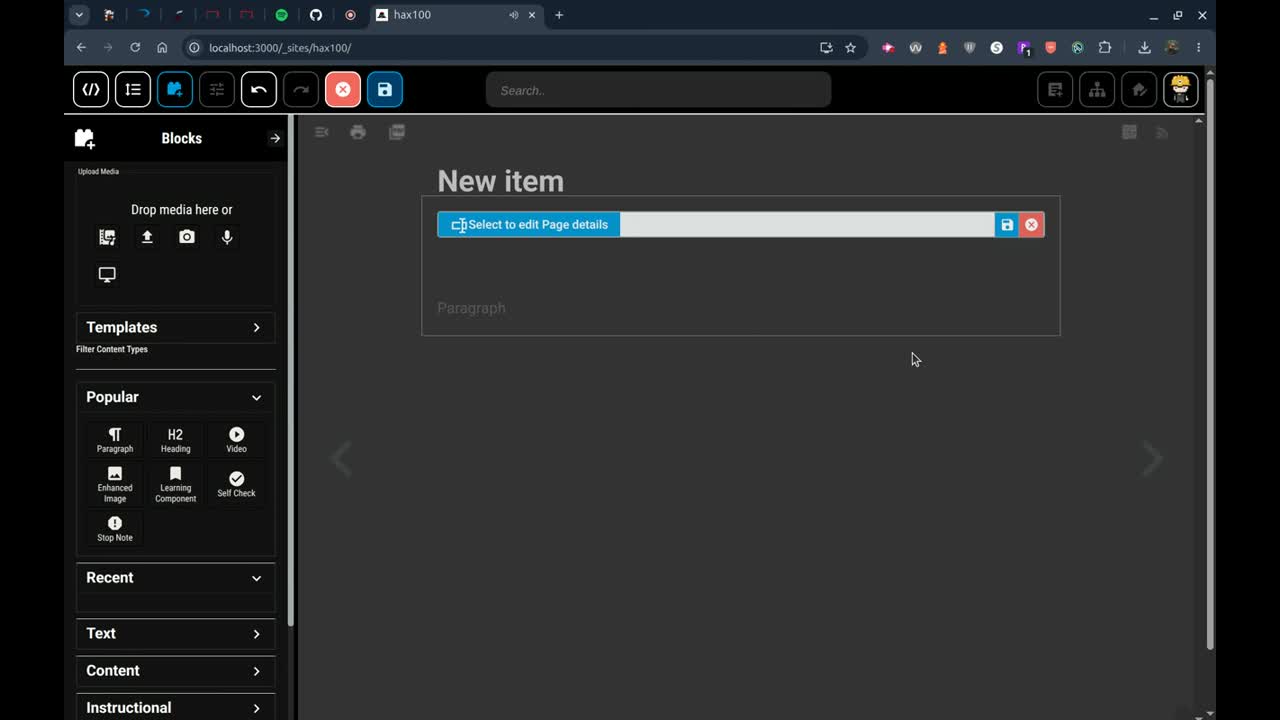 hax100
localhost:3000/_sites/hax100/
1
Search..
Blocks
Upload Media
Drop media here or
Templates
Filter Content Types
Popular
Paragraph
H2
Heading
Video
Enhanced
Image
Learning
Component
Self Check
Stop Note
Recent
Text
Content
Instructional
New item
Select to edit Page details
Paragraph